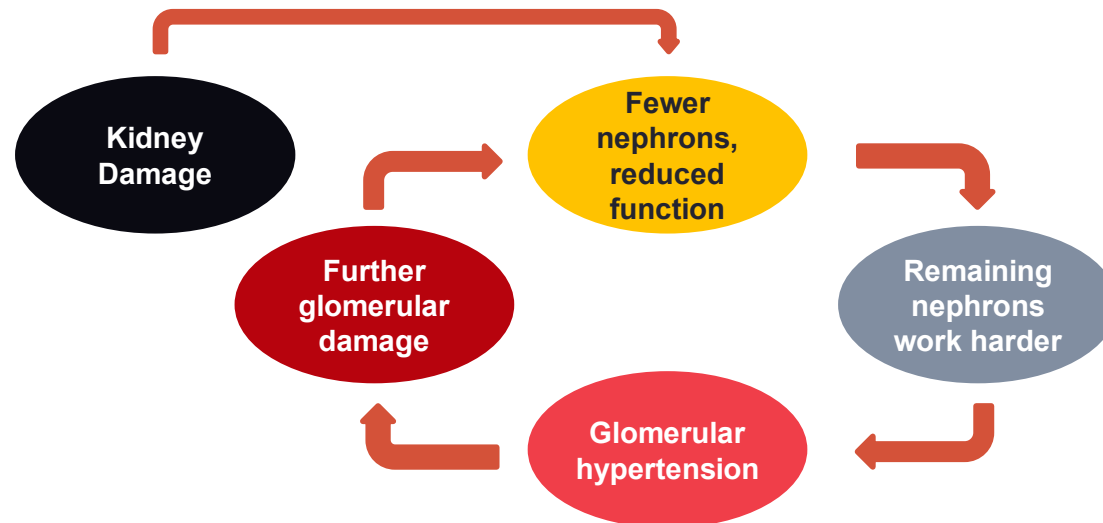 Kidney
Damage
Fewer
nephrons,
reduced
function
Remaining
nephrons
work harder
Glomerular
hypertension
Further
glomerular
damage